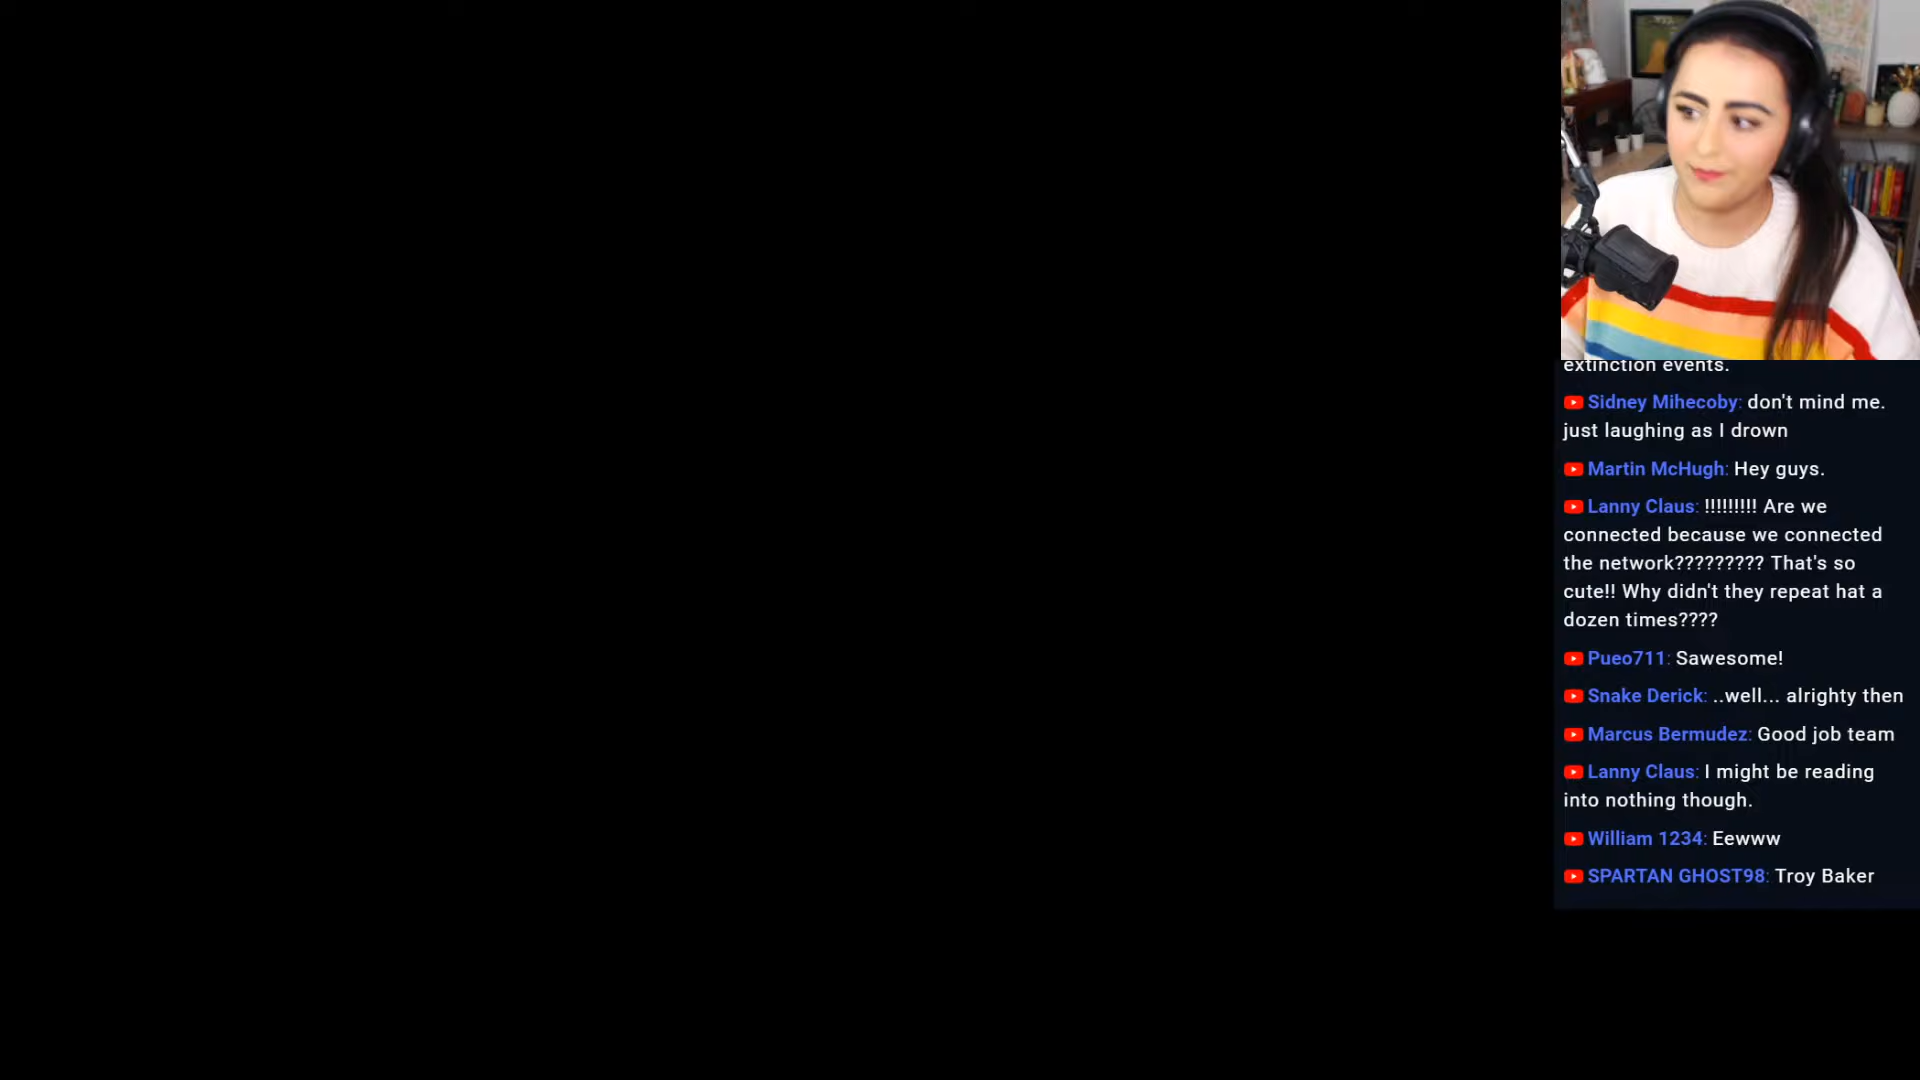 extinction events.
Sidney Mihecoby: don't mind me.
just laughing as I drown
Martin McHugh: Hey guys.
Lanny Claus: !!!!!!!!! Are we
connected because we connected
the network????????? That's so
cute!! Why didn't they repeat hat a
dozen times????
Pueo711: Sawesome!
Snake Derick: ..well... alrighty then
Marcus Bermudez: Good job team
Lanny Claus: I might be reading
into nothing though.
William 1234: Eewww
SPARTAN GHOST98: Troy Baker